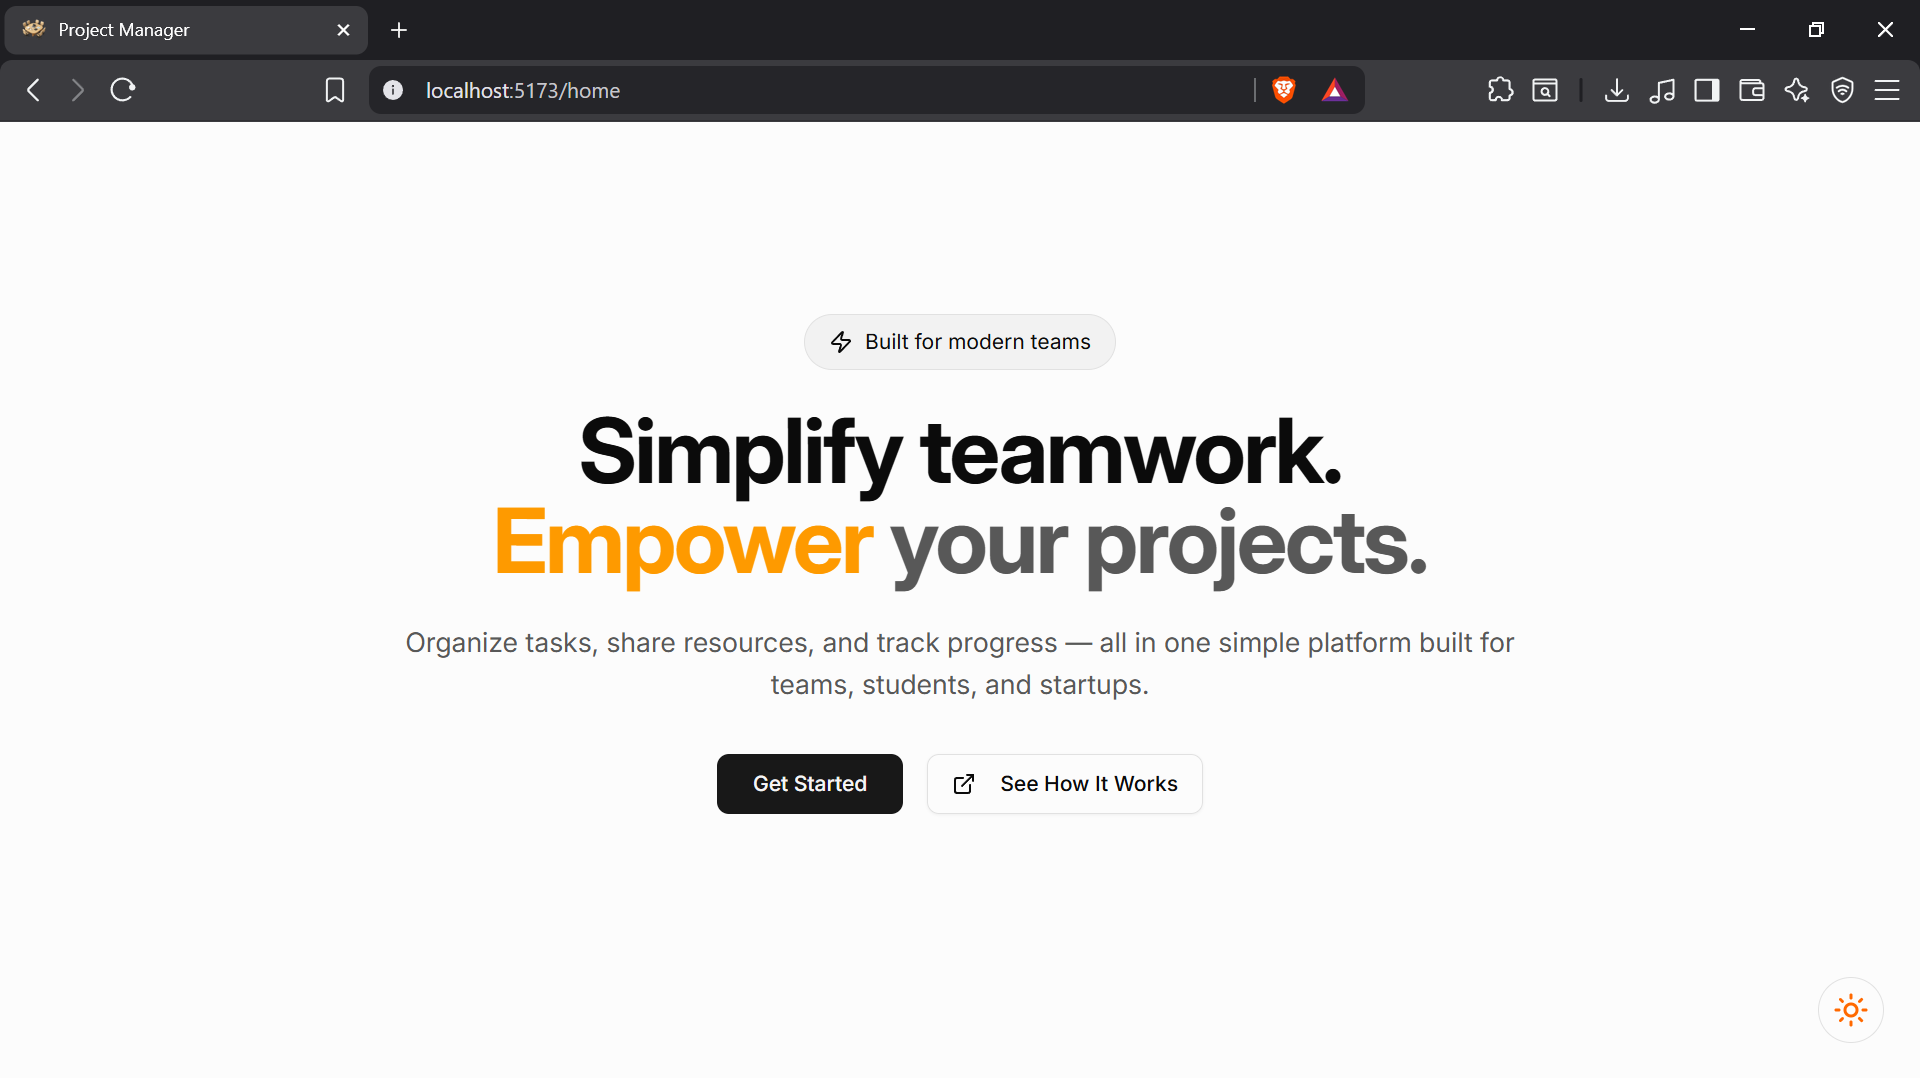 Project Manager
localhost:5173/home
Built for modern teams
Simplify teamwork.
Empower your projects.
Organize tasks, share resources, and track progress — all in one simple platform built for
teams, students, and startups.
Get Started
See How It Works